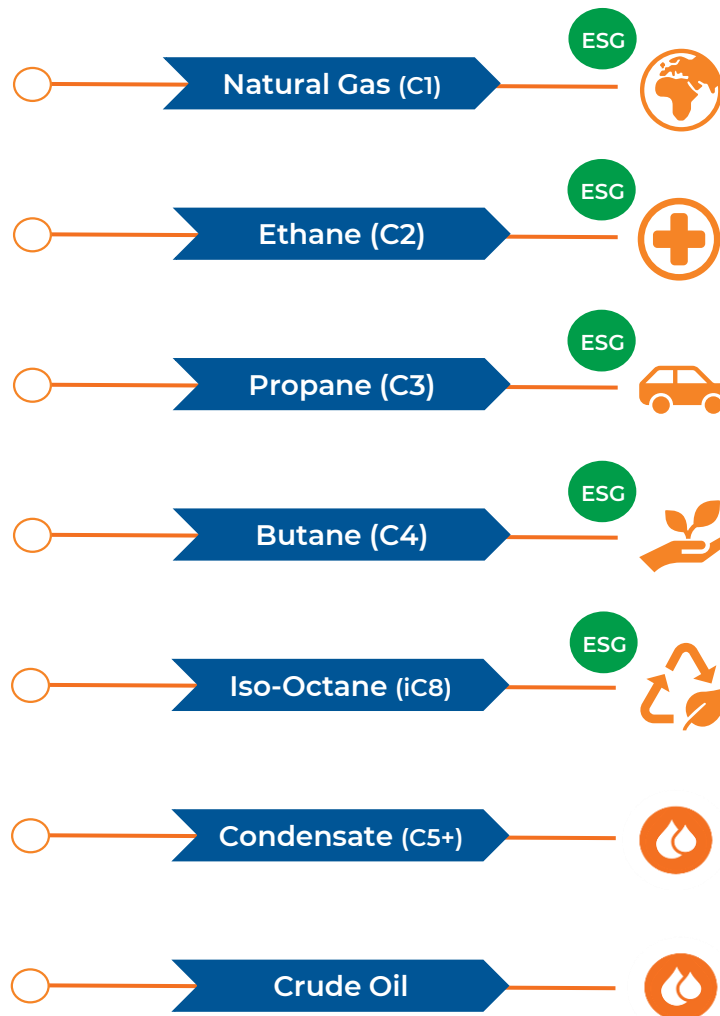 ESG
Natural Gas (C1)
ESG
Ethane (C2)
ESG
Propane (C3)
ESG
Butane (C4)
ESG
Iso-Octane (iC8)
Condensate (C5+)
Crude Oil